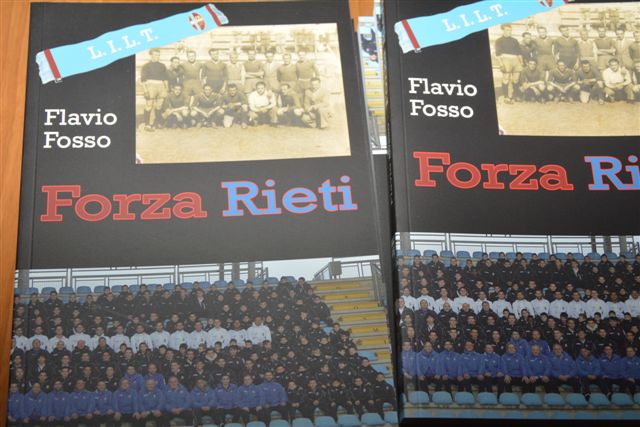 L.I.L.T.
Flavio
Fosso
Forza Rieti
L.I.L.T.
Flavio
Fosso
Forza Ri